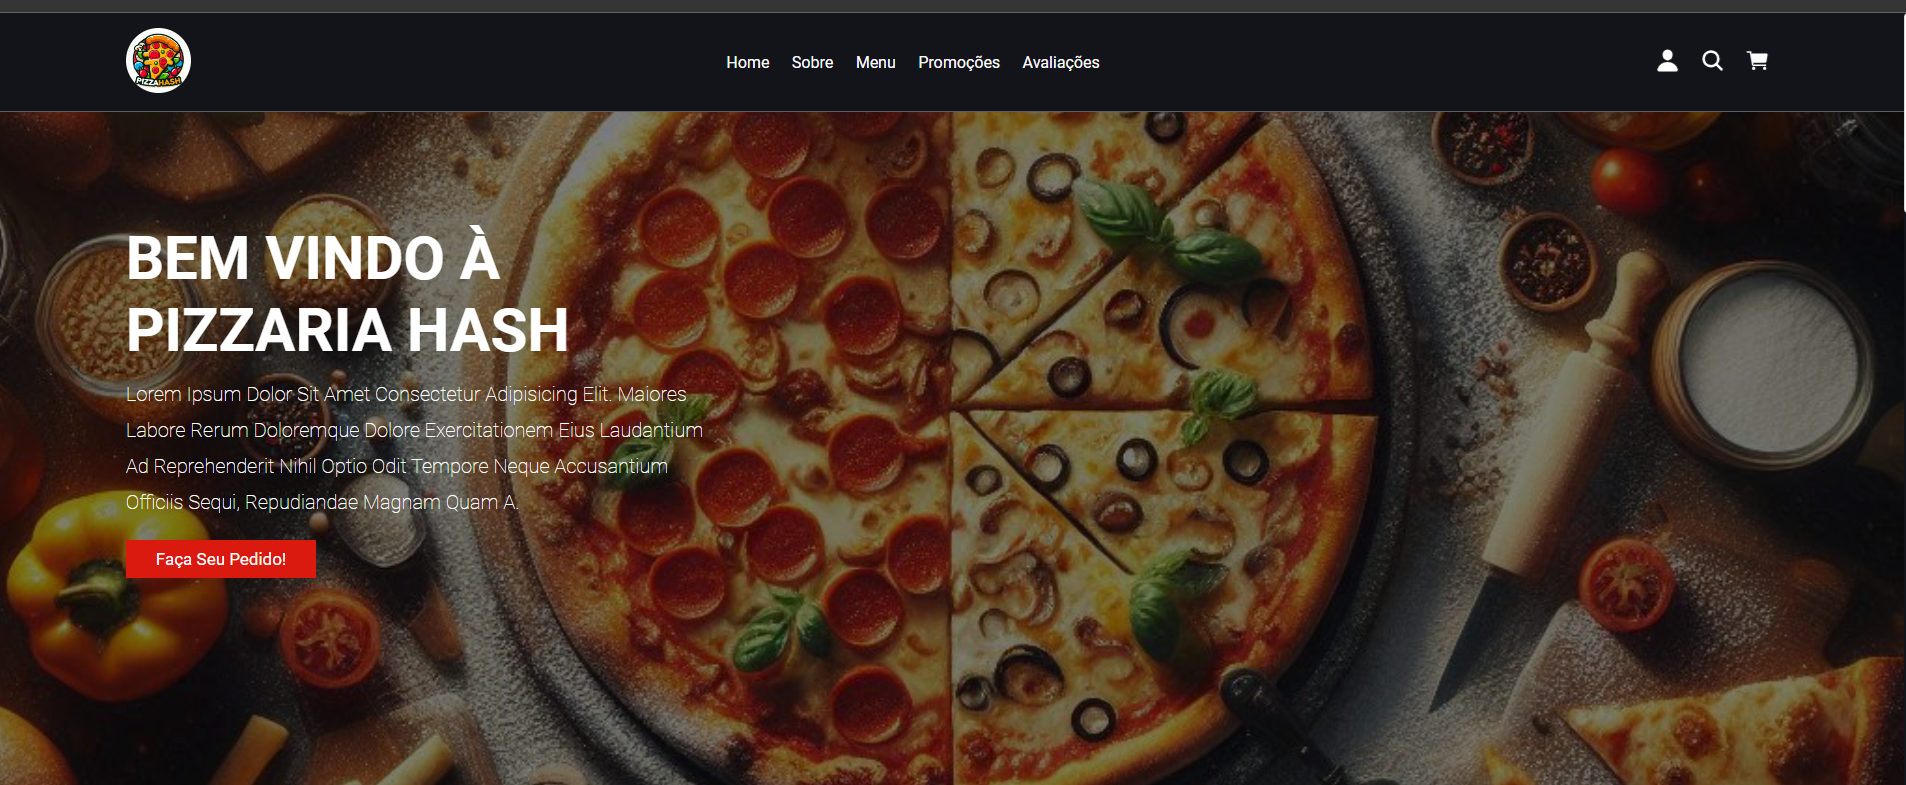 PIZZAHASH
Home Sobre Menu Promoções Avaliações
BEM VINDO À
PIZZARIA HASH
Lorem Ipsum Dolor Sit Amet Consectetur Adipisicing Elit. Maiores
Labore Rerum Doloremque Dolore Exercitationem Eius Laudantium
Ad Reprehenderit Nihil Optio Odit Tempore Neque Accusantium
Officiis Sequi, Repudiandae Magnam Quam A.
Faça Seu Pedido!